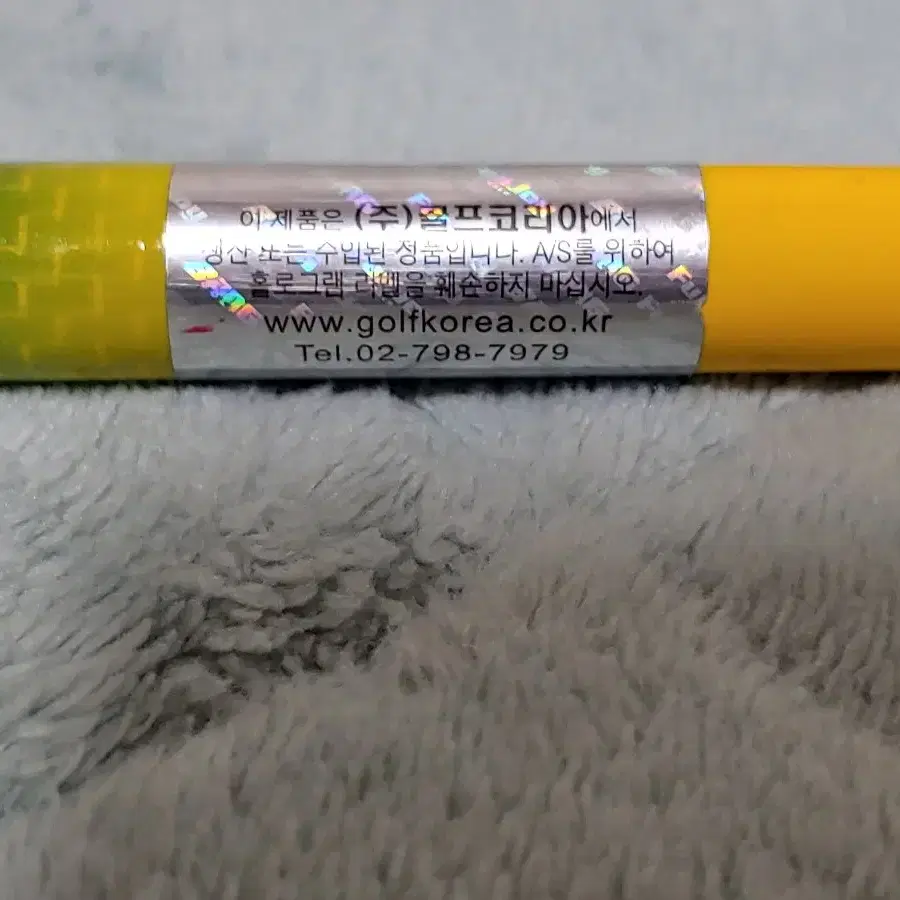 이 제품은 (주)골프코리아에서
생산 또는 수입된 정품입니다. A/S를 위하여
홀로그램 라벨을 훼손하지 마십시오.
www.golfkorea.co.kr
Tel.02-798-7979